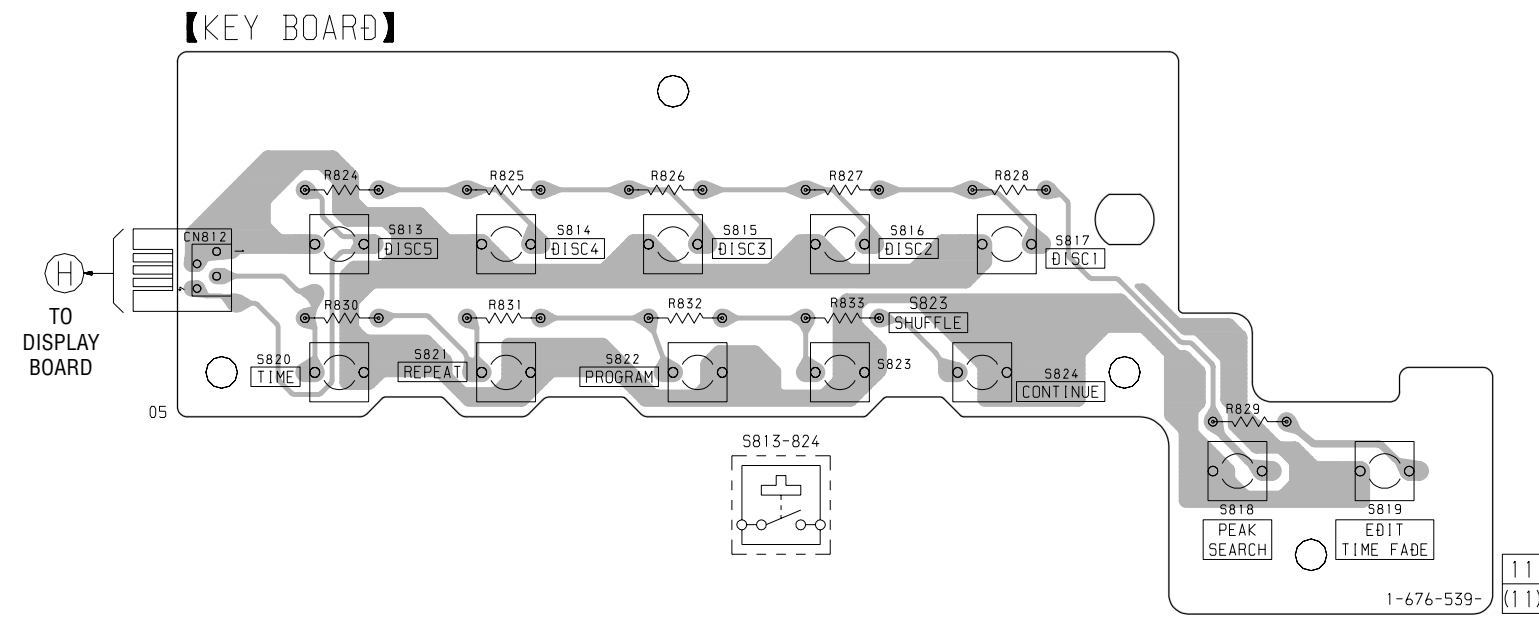 【KEY BOARD】
R824
R825
R826
R827
R828
CN812
1
S813
DISC5
S814
DISC4
S815
DISC3
S816
DISC2
S817
DISC1
H
TO
DISPLAY
BOARD
R830
R831
R832
R833
S823
SHUFFLE
S820
TIME
S821
REPEAT
S822
PROGRAM
S823
S824
CONTINUE
05
R829
S813-824
S818
PEAK
SEARCH
S819
EDIT
TIME FADE
1-676-539-
11
(11)